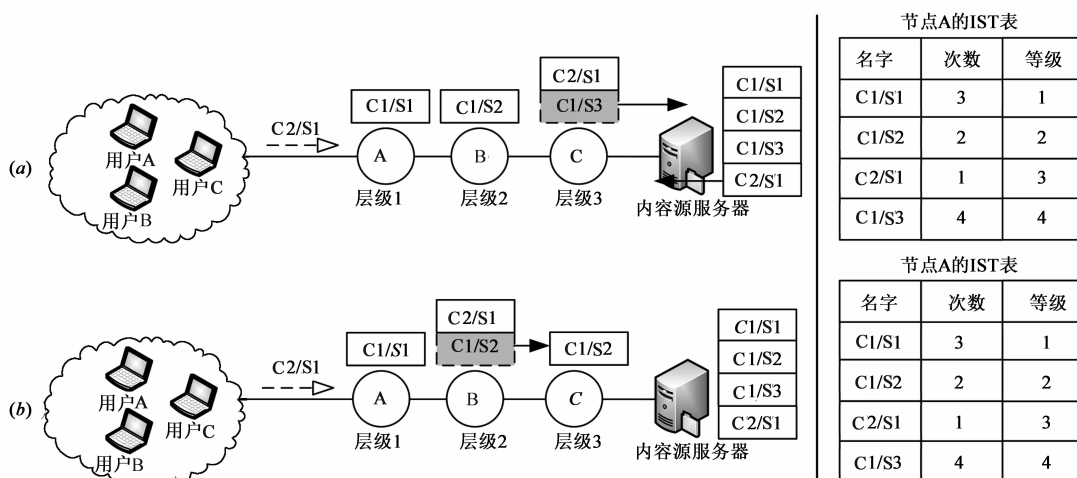 节点A的IST表
名字 次数 等级
C1/S1 3 1
C1/S2 2 2
C2/S1 1 3
C1/S3 4 4
(a)
用户A
用户C
用户B
C2/S1
C1/S1
C1/S2
C2/S1
C1/S3
A
B
C
层级1
层级2
层级3
C1/S1
C1/S2
C1/S3
C2/S1
内容源服务器
节点A的IST表
名字 次数 等级
C1/S1 3 1
C1/S2 2 2
C2/S1 1 3
C1/S3 4 4
(b)
用户A
用户C
用户B
C2/S1
C1/S1
C2/S1
C1/S2
C1/S2
A
B
C
层级1
层级2
层级3
C1/S1
C1/S2
C1/S3
C2/S1
内容源服务器